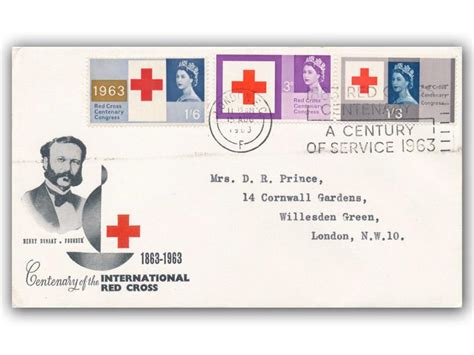 1963
Red Cross
Centenary
Congress
1/6
3d
Red Cross
Centenary
Congress
RED
CENTENARY
1/3
A CENTURY
OF SERVICE 1963
F
Mrs. D. R. Prince,
14 Cornwall Gardens,
Willesden Green,
London, N.W.10.
HENRY DUNANT . FOUNDER
1863-1963
Centenary of the INTERNATIONAL
RED CROSS